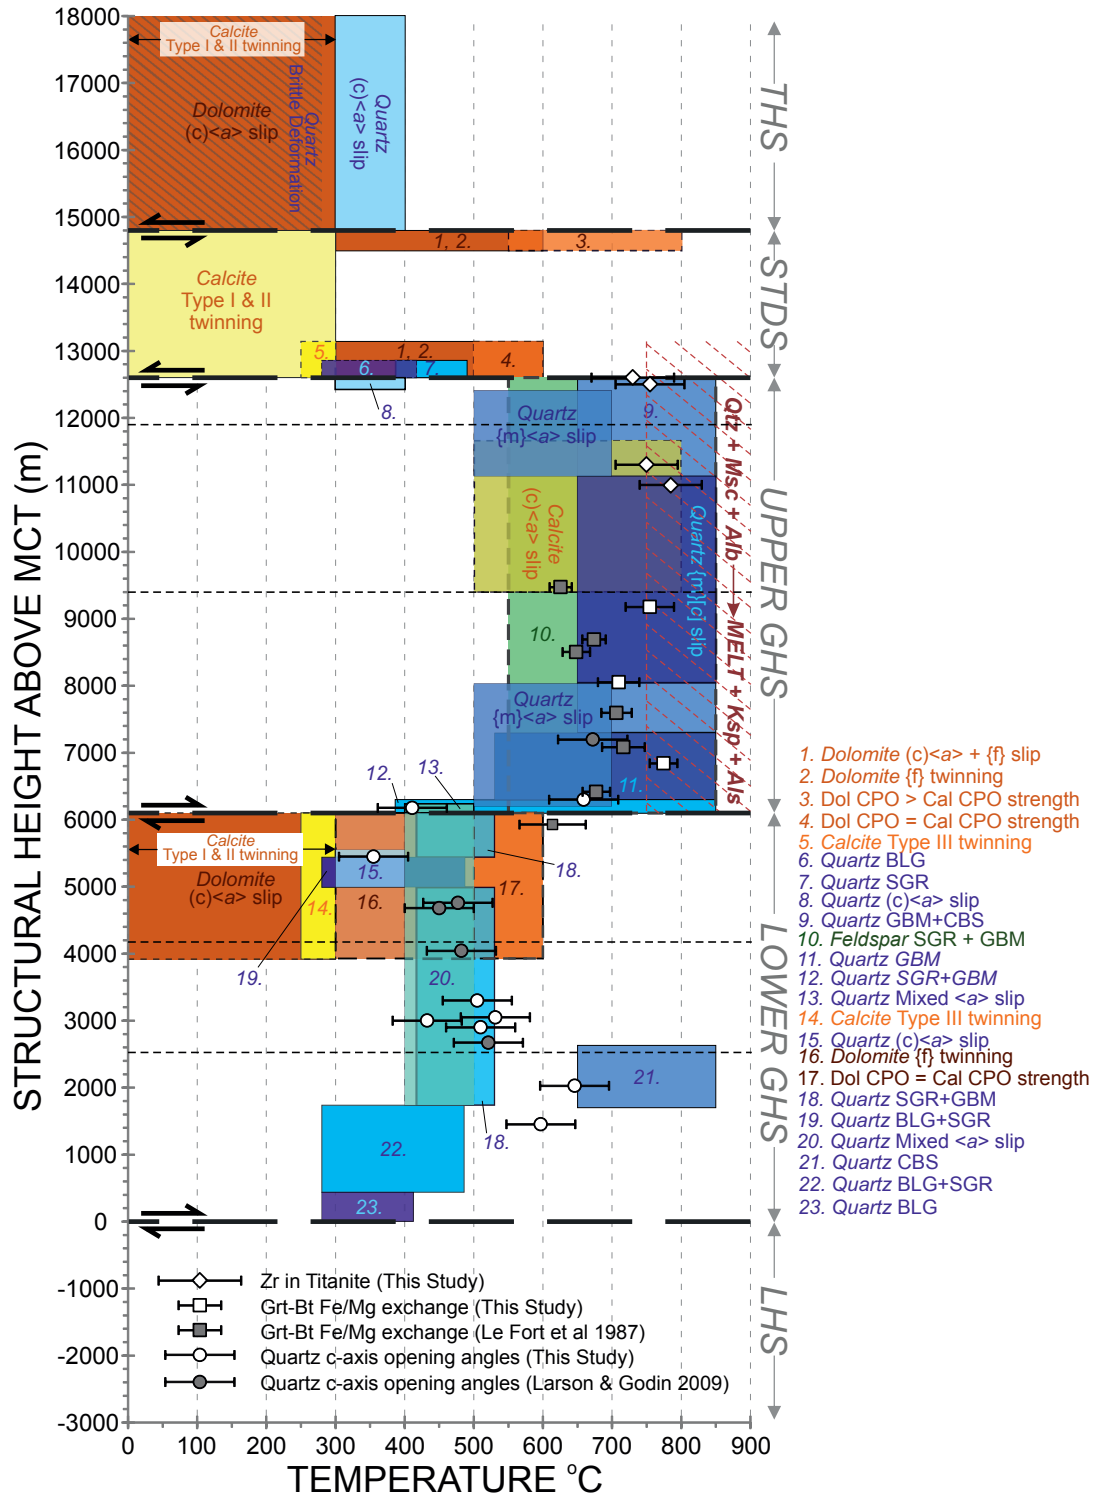 STRUCTURAL HEIGHT ABOVE MCT (m)
18000
17000
16000
15000
14000
13000
12000
11000
10000
9000
8000
7000
6000
5000
4000
3000
2000
1000
0
-1000
-2000
-3000
Calcite
Type I & II twinning
Dolomite
(c)<a> slip
Quartz
Brittle Deformation
Quartz
(c)<a> slip
THS
1, 2.
3.
Calcite
Type I & II
twinning
STDS
5.
1, 2.
4.
6.
7.
8.
Quartz
{m}<a> slip
9.
Calcite
(c)<a> slip
Quartz {m}[c] slip
Qtz + Msc + Alb → MELT + Ksp + Als
UPPER GHS
10.
Quartz
{m}<a> slip
12.
13.
11.
Calcite
Type I & II twinning
Dolomite
(c)<a> slip
15.
18.
14.
16.
17.
19.
20.
LOWER GHS
21.
18.
22.
23.
LHS
1. Dolomite (c)<a> + {f} slip
2. Dolomite {f} twinning
3. Dol CPO > Cal CPO strength
4. Dol CPO = Cal CPO strength
5. Calcite Type III twinning
6. Quartz BLG
7. Quartz SGR
8. Quartz (c)<a> slip
9. Quartz GBM+CBS
10. Feldspar SGR + GBM
11. Quartz GBM
12. Quartz SGR+GBM
13. Quartz Mixed <a> slip
14. Calcite Type III twinning
15. Quartz (c)<a> slip
16. Dolomite {f} twinning
17. Dol CPO = Cal CPO strength
18. Quartz SGR+GBM
19. Quartz BLG+SGR
20. Quartz Mixed <a> slip
21. Quartz CBS
22. Quartz BLG+SGR
23. Quartz BLG
Zr in Titanite (This Study)
Grt-Bt Fe/Mg exchange (This Study)
Grt-Bt Fe/Mg exchange (Le Fort et al 1987)
Quartz c-axis opening angles (This Study)
Quartz c-axis opening angles (Larson & Godin 2009)
0 100 200 300 400 500 600 700 800 900
TEMPERATURE °C